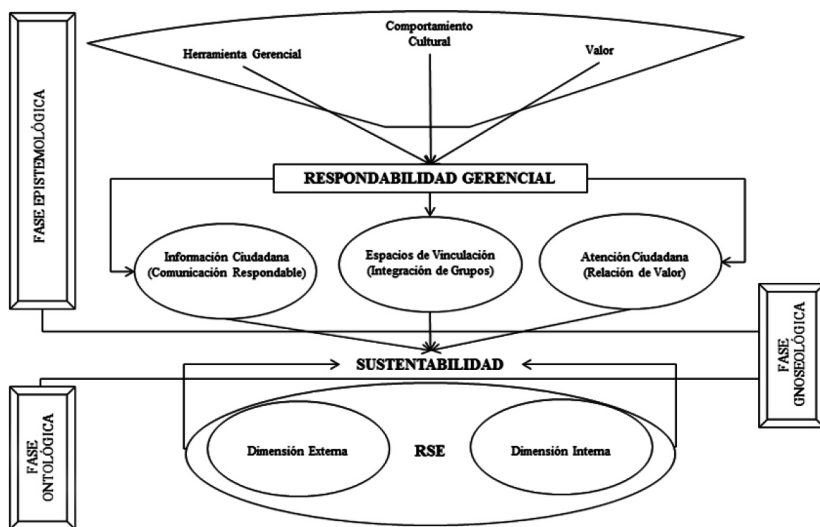 Comportamiento
Cultural
Herramienta Gerencial
Valor
FASE EPISTEMOLÓGICA
RESPONDABILIDAD GERENCIAL
Información Ciudadana
(Comunicación Respondable)
Espacios de Vinculación
(Integración de Grupos)
Atención Ciudadana
(Relación de Valor)
FASE
GNOSEOLÓGICA
SUSTENTABILIDAD
FASE
ONTOLÓGICA
Dimensión Externa
RSE
Dimensión Interna